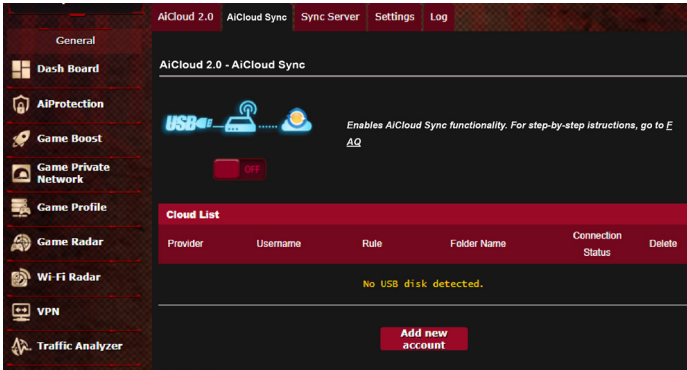 AiCloud 2.0 AiCloud Sync Sync Server Settings Log
General
Dash Board
AiProtection
Game Boost
Game Private
Network
Game Profile
Game Radar
Wi-Fi Radar
VPN
Traffic Analyzer
AiCloud 2.0 - AiCloud Sync
USB
Enables AiCloud Sync functionality. For step-by-step istructions, go to F
AQ
OFF
Cloud List
Provider Username Rule Folder Name Connection Status Delete
No USB disk detected.
Add new
account